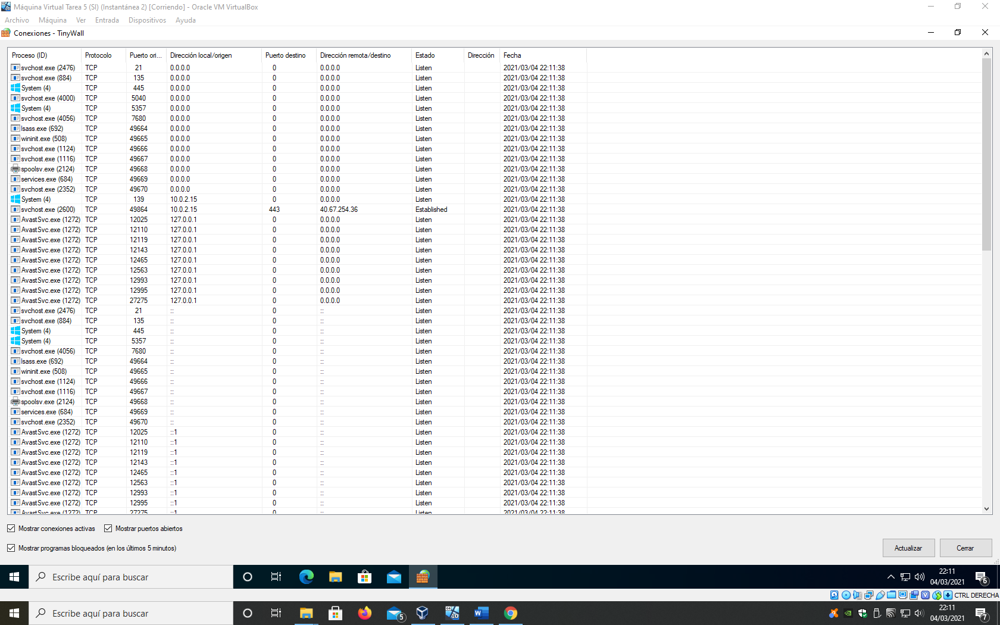 Máquina Virtual Tarea 5 (SI) (Instantánea 2) [Corriendo] - Oracle VM VirtualBox
Archivo Máquina Ver Entrada Dispositivos Ayuda
Conexiones - TinyWall
Proceso (ID) Protocolo Puerto ori... Dirección local/origen Puerto destino Dirección remota/destino Estado Dirección Fecha
svchost.exe (2476) TCP 21 0.0.0.0 0 0.0.0.0 Listen 2021/03/04 22:11:38
svchost.exe (884) TCP 135 0.0.0.0 0 0.0.0.0 Listen 2021/03/04 22:11:38
System (4) TCP 445 0.0.0.0 0 0.0.0.0 Listen 2021/03/04 22:11:38
svchost.exe (4000) TCP 5040 0.0.0.0 0 0.0.0.0 Listen 2021/03/04 22:11:38
System (4) TCP 5357 0.0.0.0 0 0.0.0.0 Listen 2021/03/04 22:11:38
svchost.exe (4056) TCP 7680 0.0.0.0 0 0.0.0.0 Listen 2021/03/04 22:11:38
lsass.exe (692) TCP 49664 0.0.0.0 0 0.0.0.0 Listen 2021/03/04 22:11:38
wininit.exe (508) TCP 49665 0.0.0.0 0 0.0.0.0 Listen 2021/03/04 22:11:38
svchost.exe (1124) TCP 49666 0.0.0.0 0 0.0.0.0 Listen 2021/03/04 22:11:38
svchost.exe (1116) TCP 49667 0.0.0.0 0 0.0.0.0 Listen 2021/03/04 22:11:38
spoolsv.exe (2124) TCP 49668 0.0.0.0 0 0.0.0.0 Listen 2021/03/04 22:11:38
services.exe (684) TCP 49669 0.0.0.0 0 0.0.0.0 Listen 2021/03/04 22:11:38
svchost.exe (2352) TCP 49670 0.0.0.0 0 0.0.0.0 Listen 2021/03/04 22:11:38
System (4) TCP 139 10.0.2.15 0 0.0.0.0 Listen 2021/03/04 22:11:38
svchost.exe (2600) TCP 49864 10.0.2.15 443 40.67.254.36 Established 2021/03/04 22:11:38
AvastSvc.exe (1272) TCP 12025 127.0.0.1 0 0.0.0.0 Listen 2021/03/04 22:11:38
AvastSvc.exe (1272) TCP 12110 127.0.0.1 0 0.0.0.0 Listen 2021/03/04 22:11:38
AvastSvc.exe (1272) TCP 12119 127.0.0.1 0 0.0.0.0 Listen 2021/03/04 22:11:38
AvastSvc.exe (1272) TCP 12143 127.0.0.1 0 0.0.0.0 Listen 2021/03/04 22:11:38
AvastSvc.exe (1272) TCP 12465 127.0.0.1 0 0.0.0.0 Listen 2021/03/04 22:11:38
AvastSvc.exe (1272) TCP 12563 127.0.0.1 0 0.0.0.0 Listen 2021/03/04 22:11:38
AvastSvc.exe (1272) TCP 12993 127.0.0.1 0 0.0.0.0 Listen 2021/03/04 22:11:38
AvastSvc.exe (1272) TCP 12995 127.0.0.1 0 0.0.0.0 Listen 2021/03/04 22:11:38
AvastSvc.exe (1272) TCP 27275 127.0.0.1 0 0.0.0.0 Listen 2021/03/04 22:11:38
svchost.exe (2476) TCP 21 :: 0 :: Listen 2021/03/04 22:11:38
svchost.exe (884) TCP 135 :: 0 :: Listen 2021/03/04 22:11:38
System (4) TCP 445 :: 0 :: Listen 2021/03/04 22:11:38
System (4) TCP 5357 :: 0 :: Listen 2021/03/04 22:11:38
svchost.exe (4056) TCP 7680 :: 0 :: Listen 2021/03/04 22:11:38
lsass.exe (692) TCP 49664 :: 0 :: Listen 2021/03/04 22:11:38
wininit.exe (508) TCP 49665 :: 0 :: Listen 2021/03/04 22:11:38
svchost.exe (1124) TCP 49666 :: 0 :: Listen 2021/03/04 22:11:38
svchost.exe (1116) TCP 49667 :: 0 :: Listen 2021/03/04 22:11:38
spoolsv.exe (2124) TCP 49668 :: 0 :: Listen 2021/03/04 22:11:38
services.exe (684) TCP 49669 :: 0 :: Listen 2021/03/04 22:11:38
svchost.exe (2352) TCP 49670 :: 0 :: Listen 2021/03/04 22:11:38
AvastSvc.exe (1272) TCP 12025 ::1 0 :: Listen 2021/03/04 22:11:38
AvastSvc.exe (1272) TCP 12110 ::1 0 :: Listen 2021/03/04 22:11:38
AvastSvc.exe (1272) TCP 12119 ::1 0 :: Listen 2021/03/04 22:11:38
AvastSvc.exe (1272) TCP 12143 ::1 0 :: Listen 2021/03/04 22:11:38
AvastSvc.exe (1272) TCP 12465 ::1 0 :: Listen 2021/03/04 22:11:38
AvastSvc.exe (1272) TCP 12563 ::1 0 :: Listen 2021/03/04 22:11:38
AvastSvc.exe (1272) TCP 12993 ::1 0 :: Listen 2021/03/04 22:11:38
AvastSvc.exe (1272) TCP 12995 ::1 0 :: Listen 2021/03/04 22:11:38
AvastSvc.exe (1272) TCP 27275 ::1 0 :: Listen 2021/03/04 22:11:38
Mostrar conexiones activas Mostrar puertos abiertos
Mostrar programas bloqueados (en los últimos 5 minutos)
Actualizar Cerrar
Escribe aquí para buscar
22:11
04/03/2021
6
CTRL DERECHA
Escribe aquí para buscar
5
22:11
04/03/2021
7